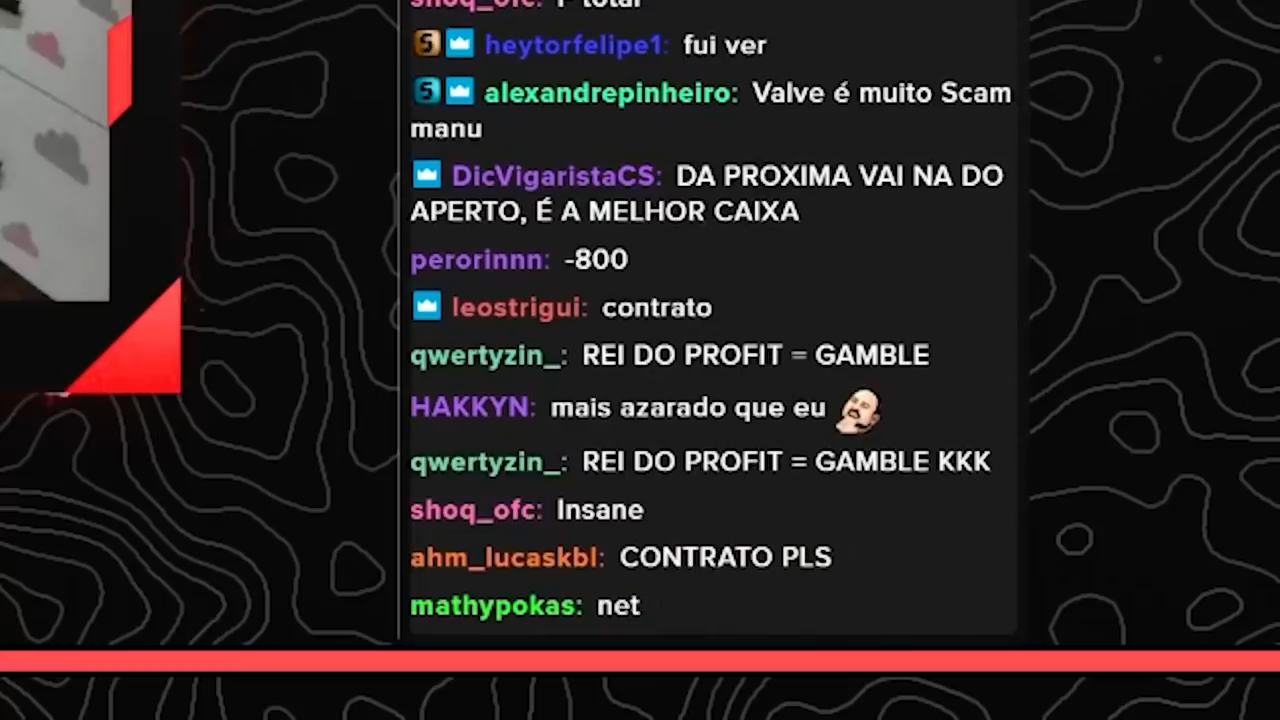 shoq_ofc: F total
heytorfelipe1: fui ver
alexandrepinheiro: Valve é muito Scam
manu
DicVigaristaCS: DA PROXIMA VAI NA DO
APERTO, É A MELHOR CAIXA
perorinnn: -800
leostrigui: contrato
qwertyzin_: REI DO PROFIT = GAMBLE
HAKKYN: mais azarado que eu
qwertyzin_: REI DO PROFIT = GAMBLE KKK
shoq_ofc: Insane
ahm_lucaskbl: CONTRATO PLS
mathypokas: net